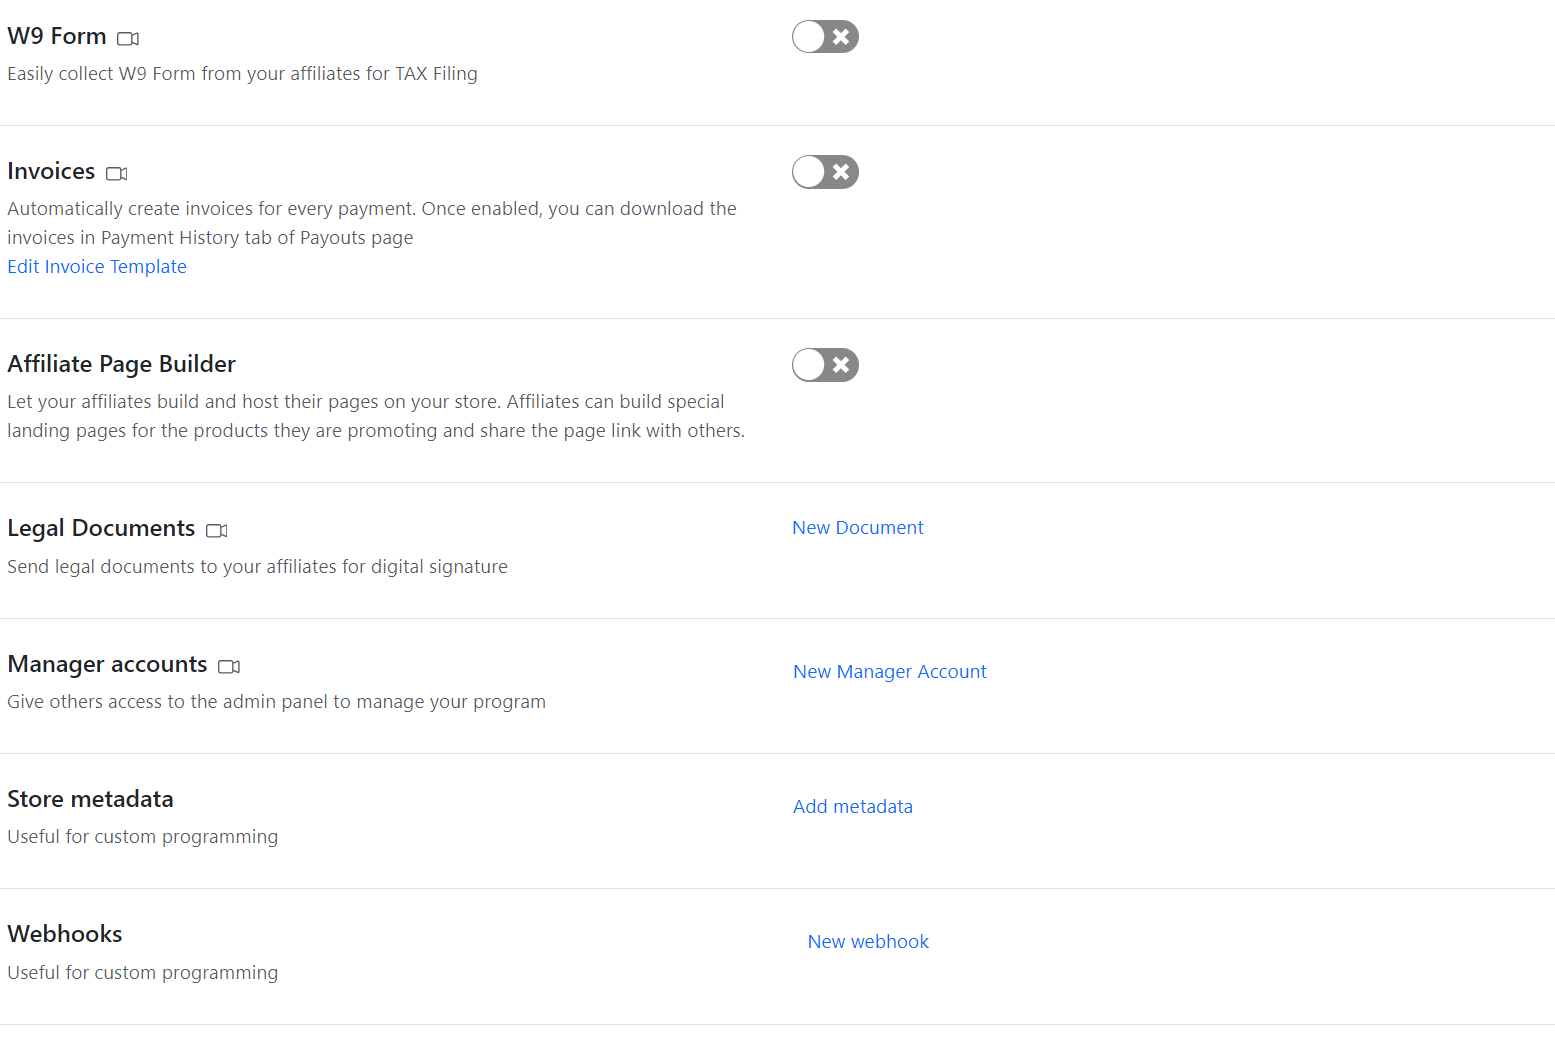 W9 Form
Easily collect W9 Form from your affiliates for TAX Filing
Invoices
Automatically create invoices for every payment. Once enabled, you can download the
invoices in Payment History tab of Payouts page
Edit Invoice Template
Affiliate Page Builder
Let your affiliates build and host their pages on your store. Affiliates can build special
landing pages for the products they are promoting and share the page link with others.
Legal Documents
New Document
Send legal documents to your affiliates for digital signature
Manager accounts
New Manager Account
Give others access to the admin panel to manage your program
Store metadata
Add metadata
Useful for custom programming
Webhooks
New webhook
Useful for custom programming